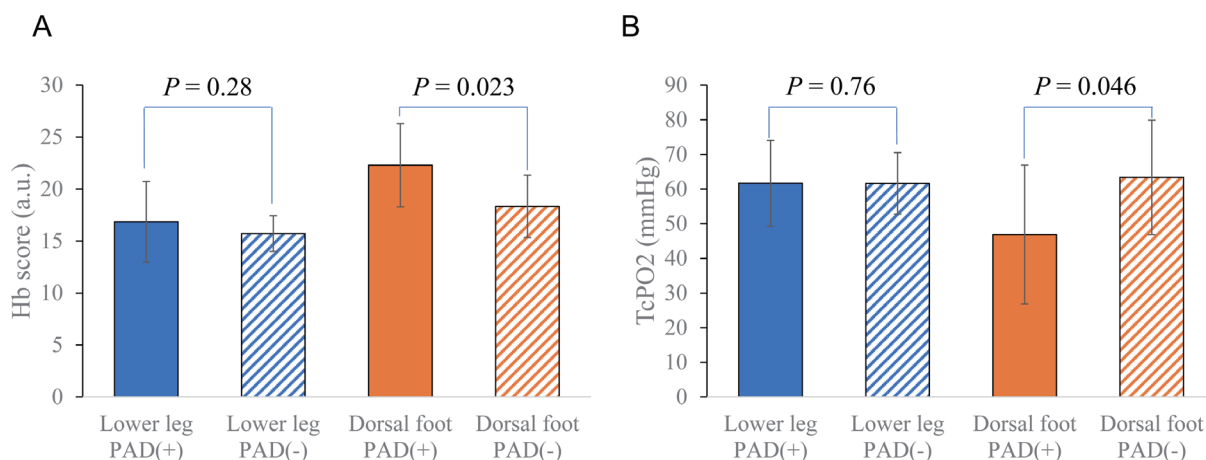 A
P = 0.28
P = 0.023
Hb score (a.u.)
30
25
20
15
10
5
0
Lower leg PAD(+)
Lower leg PAD(-)
Dorsal foot PAD(+)
Dorsal foot PAD(-)
B
P = 0.76
P = 0.046
TcPO2 (mmHg)
90
80
70
60
50
40
30
20
10
0
Lower leg PAD(+)
Lower leg PAD(-)
Dorsal foot PAD(+)
Dorsal foot PAD(-)